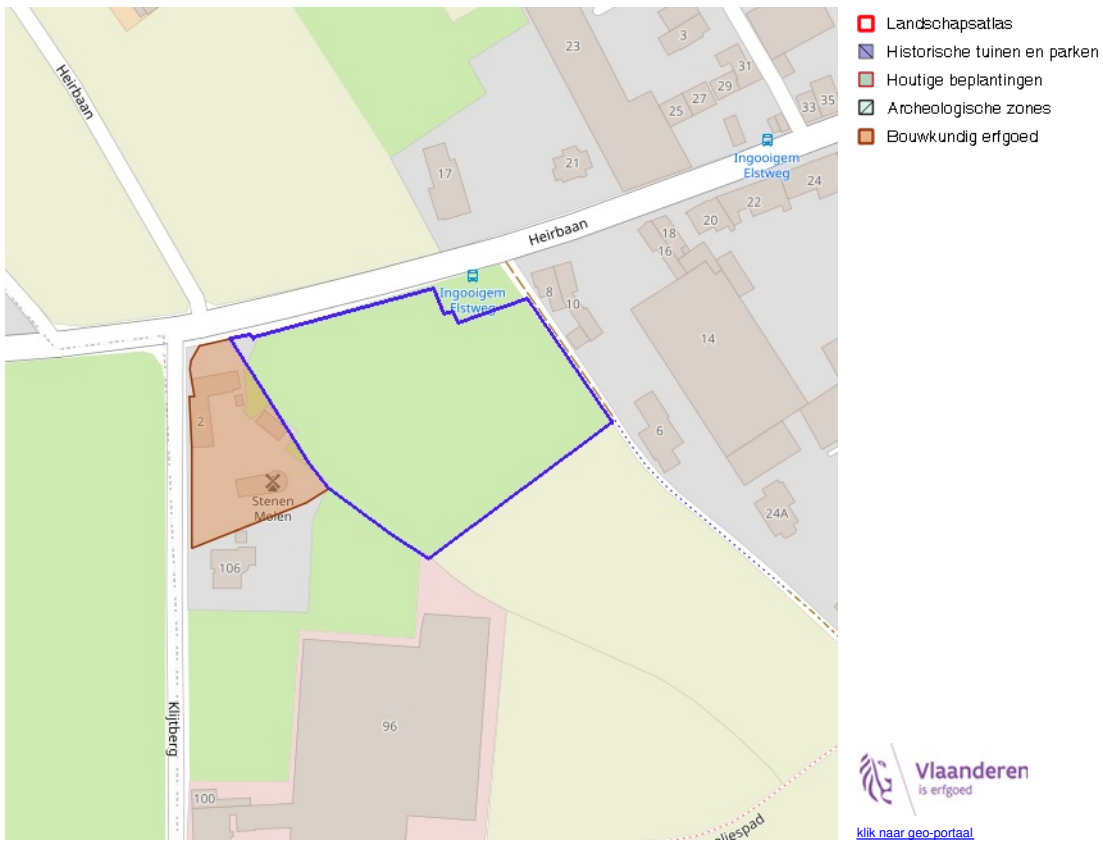 Heirbaan
23
3
31
29
27
25
33
35
Ingooigem
Elstweg
17
21
24
22
20
18
16
Heirbaan
Ingooigem
Elstweg
8
10
14
2
6
Stenen
Molen
24A
106
96
Klijtberg
100
liespad
Landschapsatlas
Historische tuinen en parken
Houtige beplantingen
Archeologische zones
Bouwkundig erfgoed
Vlaanderen
is erfgoed
klik naar geo-portaal